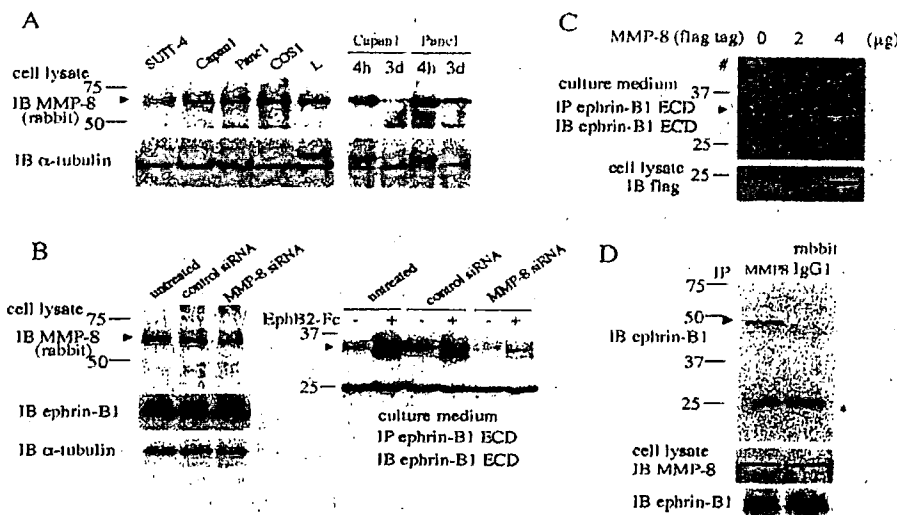 A
SUIT-4 Capan1 Panc1 COS1 L
Capan1 Panc1
4h 3d 4h 3d
cell lysate
75
IB MMP-8
(rabbit)
50
IB α-tubulin
C
MMP-8 (flag tag) 0 2 4 (μg)
#
culture medium
37
IP ephrin-B1 ECD
IB ephrin-B1 ECD
25
cell lysate
25
IB flag
B
untreated control siRNA MMP-8 siRNA
cell lysate
75
IB MMP-8
(rabbit)
50
IB ephrin-B1
IB α-tubulin
untreated control siRNA MMP-8 siRNA
EphB2-Fc - + - + - +
37
25
culture medium
IP ephrin-B1 ECD
IB ephrin-B1 ECD
D
rabbit
IP MMP8 IgG1
75
50
IB ephrin-B1
37
25
cell lysate
IB MMP-8
IB ephrin-B1